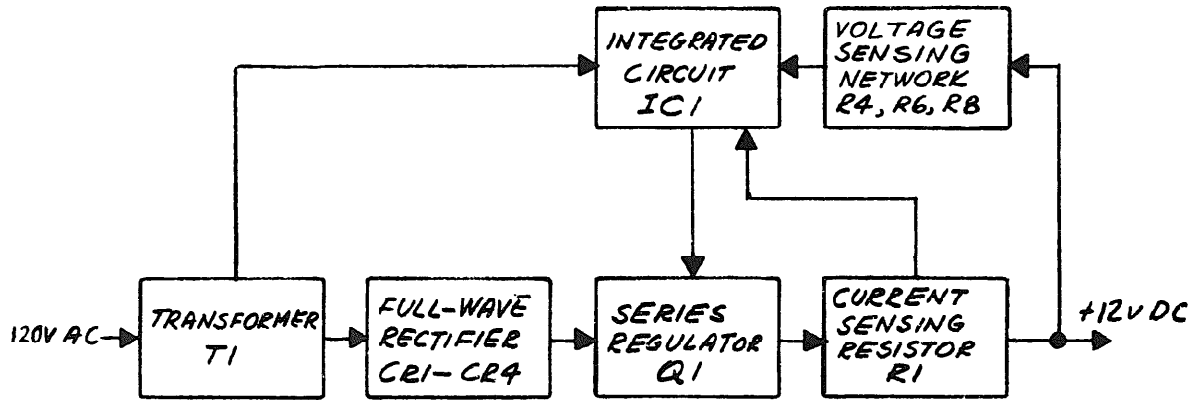 INTEGRATED
CIRCUIT
IC1
VOLTAGE
SENSING
NETWORK
R4, R6, R8
120V AC
TRANSFORMER
T1
FULL-WAVE
RECTIFIER
CR1-CR4
SERIES
REGULATOR
Q1
CURRENT
SENSING
RESISTOR
R1
+12V DC